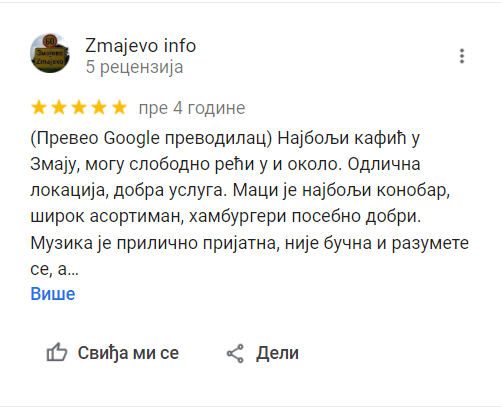 Zmajevo info
5 рецензија
пре 4 године
(Превео Google преводилац) Најбољи кафић у
Змају, могу слободно рећи у и около. Одлична
локација, добра услуга. Маци је најбољи конобар,
широк асортиман, хамбургери посебно добри.
Музика је прилично пријатна, није бучна и разумете
се, а...
Више
Свиђа ми се
Дели